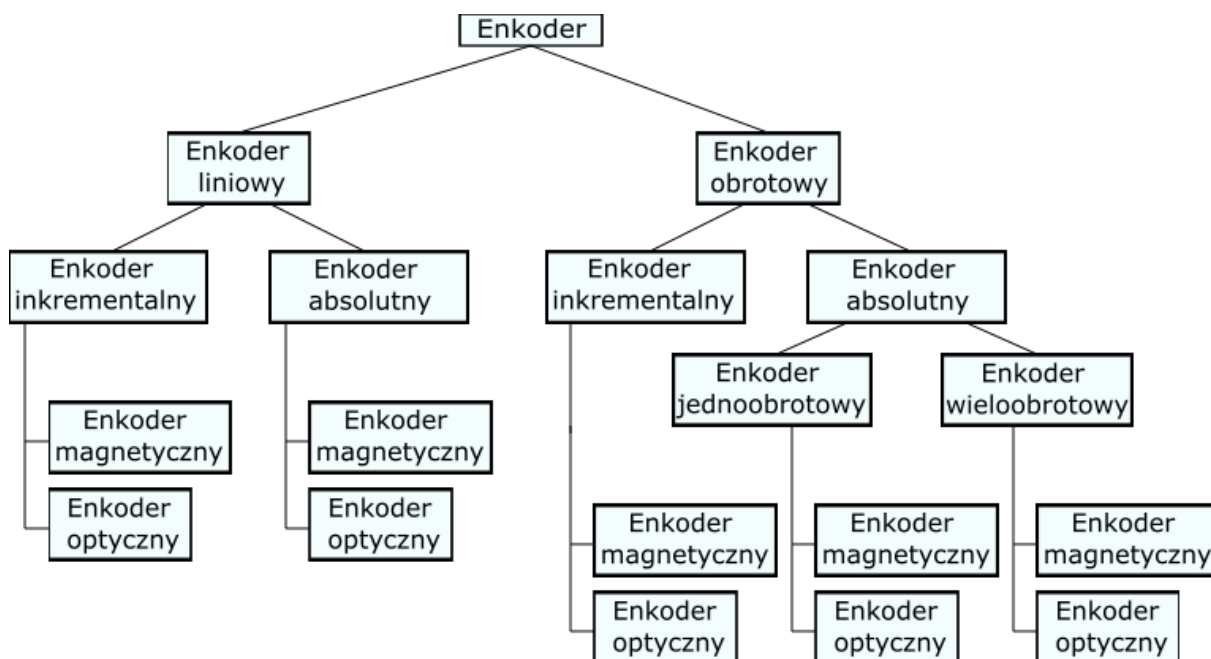 Enkoder
Enkoder
liniowy
Enkoder
obrotowy
Enkoder
inkrementalny
Enkoder
absolutny
Enkoder
inkrementalny
Enkoder
absolutny
Enkoder
jednoobrotowy
Enkoder
wieloobrotowy
Enkoder
magnetyczny
Enkoder
magnetyczny
Enkoder
optyczny
Enkoder
optyczny
Enkoder
magnetyczny
Enkoder
magnetyczny
Enkoder
magnetyczny
Enkoder
optyczny
Enkoder
optyczny
Enkoder
optyczny